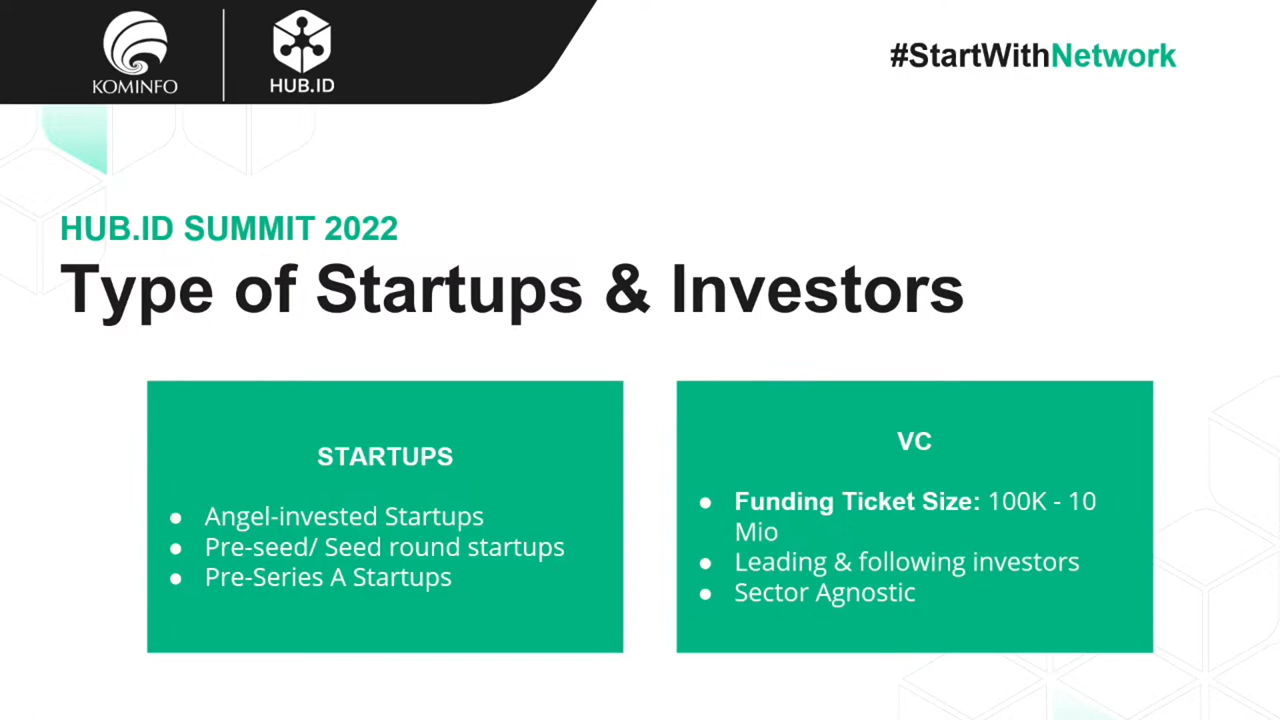 KOMINFO
HUB.ID
#StartWithNetwork
HUB.ID SUMMIT 2022
Type of Startups & Investors
STARTUPS
● Angel-invested Startups
● Pre-seed/ Seed round startups
● Pre-Series A Startups
VC
● Funding Ticket Size: 100K - 10
Mio
● Leading & following investors
● Sector Agnostic